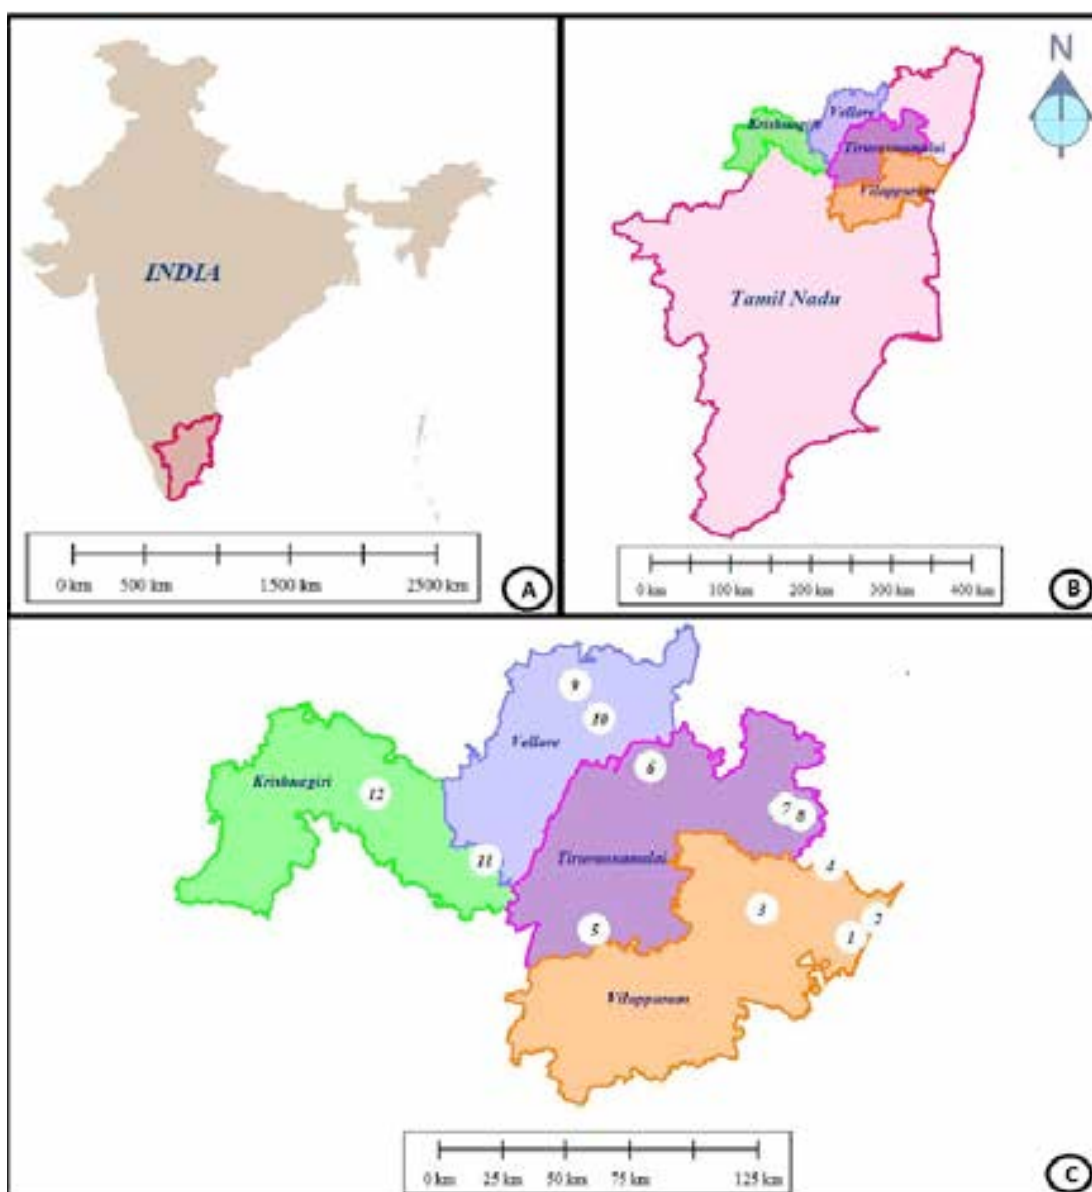 INDIA
0 km 500 km 1500 km 2500 km
A
N
Vellore
Krishnagiri
Tiruvannamalai
Viluppuram
Tamil Nadu
0 km 100 km 200 km 300 km 400 km
B
9
10
Vellore
6
Krishnagiri
12
7 8
11
Tiruvannamalai
4
3
2
5
1
Viluppuram
0 km 25 km 50 km 75 km 125 km
C